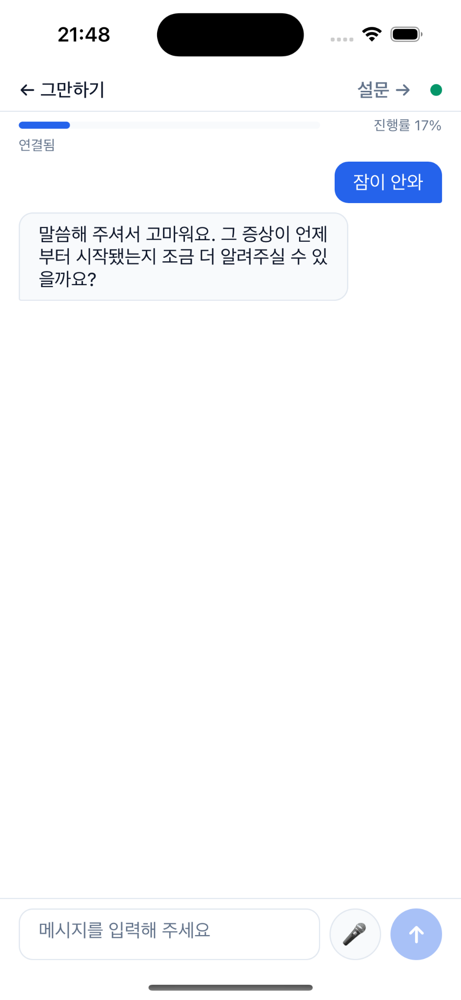 21:48
← 그만하기
설문 →
진행률 17%
연결됨
잠이 안와
말씀해 주셔서 고마워요. 그 증상이 언제
부터 시작됐는지 조금 더 알려주실 수 있
을까요?
메시지를 입력해 주세요